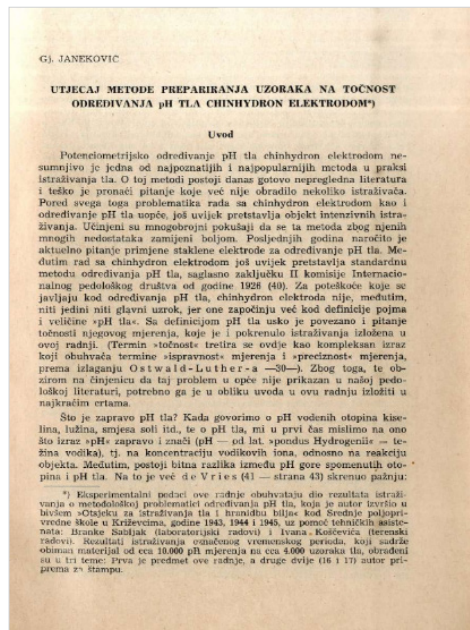 Gj. JANEKOVIĆ
UTJECAJ METODE PREPARIRANJA UZORAKA NA TOČNOST
ODREĐIVANJA pH TLA CHINHYDRON ELEKTRODOM*)
Uvod
Potenciometrijsko određivanje pH tla chinhydron elektrodom ne-
sumnjivo je jedna od najpoznatijih i najpopularnijih metoda u praksi
istraživanja tla. O toj metodi postoji danas gotovo nepregledna literatura
i teško je pronaći pitanje koje već nije obradilo nekoliko istraživača.
Pored svega toga problematika rada sa chinhydron elektrodom kao i
određivanje pH tla uopće, još uvijek pretstavlja objekt intenzivnih istra-
živanja. Učinjeni su mnogobrojni pokušaji da se ta metoda zbog njenih
mnogih nedostataka zamijeni boljom. Posljednjih godina naročito je
aktuelno pitanje primjene staklene elektrode za određivanje pH tla. Me-
đutim rad sa chinhydron elektrodom još uvijek pretstavlja standardnu
metodu određivanja pH tla, saglasno zaključku II komisije Internacio-
nalnog pedološkog društva od godine 1926 (40). Za poteškoće koje se
javljaju kod određivanja pH tla, chinhydron elektroda nije, međutim,
niti jedini niti glavni uzrok, jer one započinju već kod definicije pojma
i veličine »pH tla«. Sa definicijom pH tla usko je povezano i pitanje
točnosti njegovog mjerenja, koje je i pokrenulo istraživanja izložena u
ovoj radnji. (Termin »točnost« tretira se ovdje kao kompleksan izraz
koji obuhvaća termine »ispravnost« mjerenja i »preciznost« mjerenja,
prema izlaganju Ostwald-Luther-a —30—). Zbog toga, te ob-
zirom na činjenicu da taj problem u opće nije prikazan u našoj pedo-
loškoj literaturi, potrebno ga je u obliku uvoda u ovu radnju izložiti u
najkraćim crtama.
Što je zapravo pH tla? Kada govorimo o pH vodenih otopina kise-
lina, lužina, smjesa soli itd., te o pH tla, mi u prvi čas mislimo na ono
što izraz »pH« zapravo i znači (pH — od lat. »pondus Hydrogenii« — te-
žina vodika), tj. na koncentraciju vodikovih iona, odnosno na reakciju
objekta. Međutim, postoji bitna razlika između pH gore spomenutih oto-
pina i pH tla. Na to je već de Vries (41 — strana 43) skrenuo pažnju:
*) Eksperimentalni podaci ove radnje obuhvataju dio rezultata istraži-
vanja o metodološkoj problematici određivanja pH tla, koja je autor izvršio u
bivšem »Otsjeku za istraživanja tla i hranidbu bilja« kod Srednje poljopri-
vredne škole u Križevcima, godine 1943, 1944 i 1945, uz pomoć tehničkih asiste-
nata: Branke Sabljak (laboratorijski radovi) i Ivana Koščevića (terenski
radovi). Rezultati istraživanja označenog vremenskog perioda, koji sadrže
obiman materijal od cca 10.000 pH mjerenja na cca 4.000 uzoraka tla, obrađeni
su u tri teme: Prva je predmet ove radnje, a druge dvije (16 i 17) autor pri-
prema za štampu.